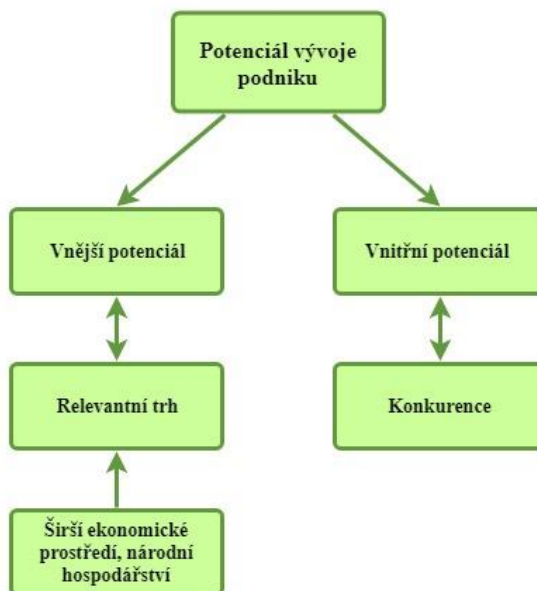 Potenciál vývoje
podniku
Vnější potenciál
Vnitřní potenciál
Relevantní trh
Konkurence
Širší ekonomické
prostředí, národní
hospodářství